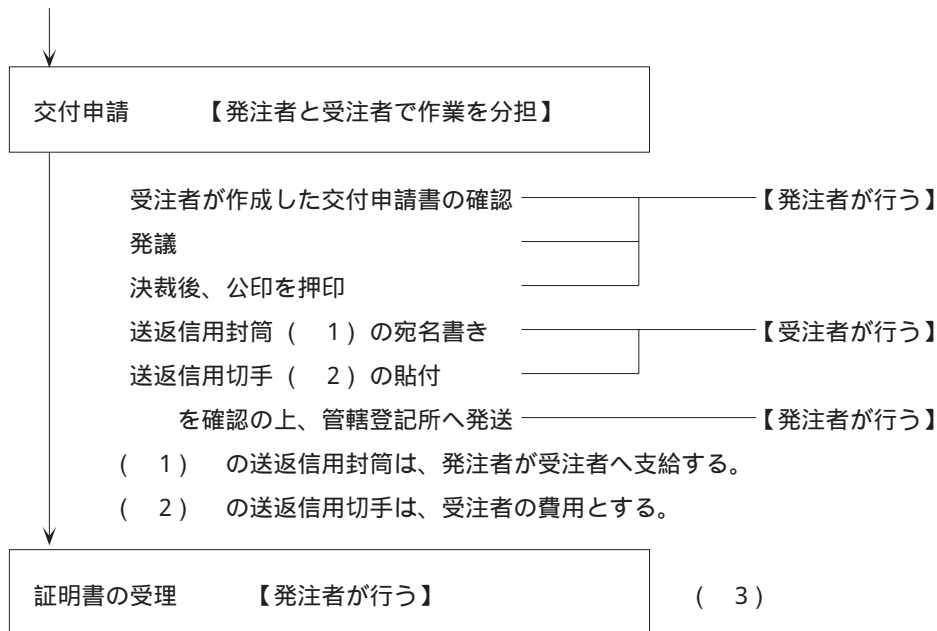 交付申請　　　【発注者と受注者で作業を分担】
受注者が作成した交付申請書の確認　【発注者が行う】
発議
決裁後、公印を押印
送返信用封筒（　1）の宛名書き　【受注者が行う】
送返信用切手（　2）の貼付
を確認の上、管轄登記所へ発送　【発注者が行う】
（　1）　の送返信用封筒は、発注者が受注者へ支給する。
（　2）　の送返信用切手は、受注者の費用とする。
証明書の受理　　　【発注者が行う】　（　3）